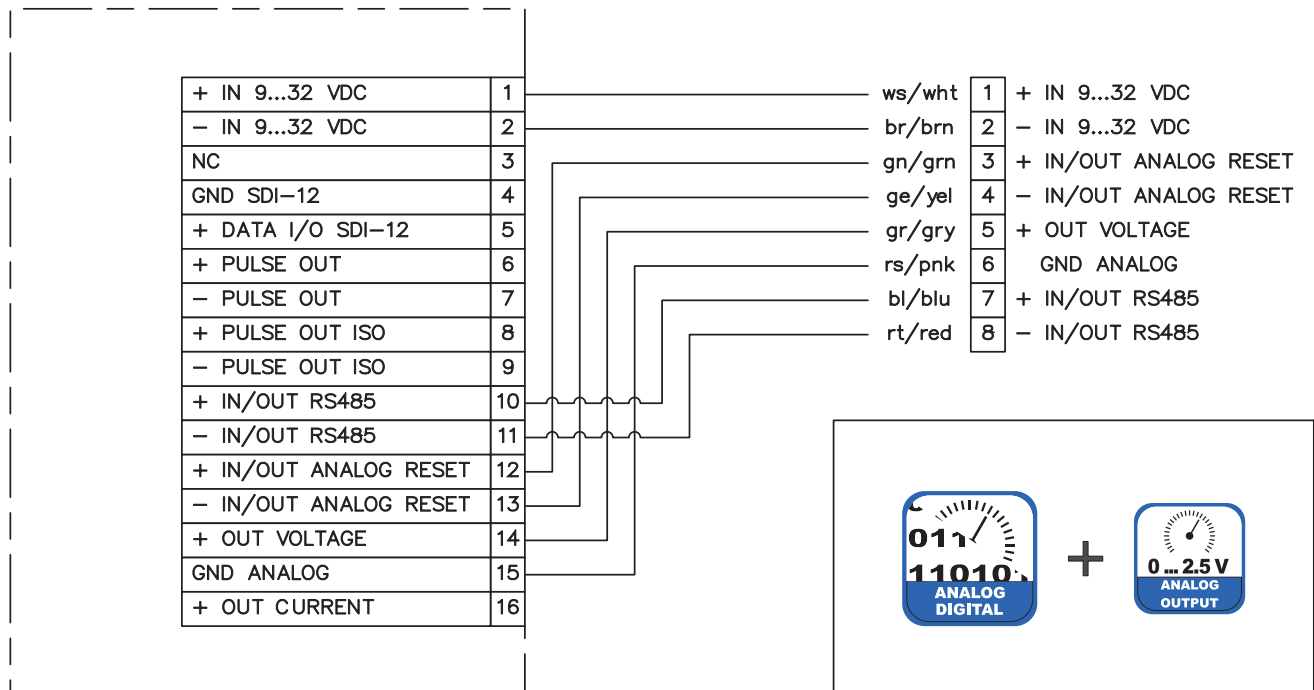 + IN 9...32 VDC 1
− IN 9...32 VDC 2
NC 3
GND SDI−12 4
+ DATA I/O SDI−12 5
+ PULSE OUT 6
− PULSE OUT 7
+ PULSE OUT ISO 8
− PULSE OUT ISO 9
+ IN/OUT RS485 10
− IN/OUT RS485 11
+ IN/OUT ANALOG RESET 12
− IN/OUT ANALOG RESET 13
+ OUT VOLTAGE 14
GND ANALOG 15
+ OUT CURRENT 16
ws/wht 1 + IN 9...32 VDC
br/brn 2 − IN 9...32 VDC
gn/grn 3 + IN/OUT ANALOG RESET
ge/yel 4 − IN/OUT ANALOG RESET
gr/gry 5 + OUT VOLTAGE
rs/pnk 6 GND ANALOG
bl/blu 7 + IN/OUT RS485
rt/red 8 − IN/OUT RS485
011
11010
ANALOG
DIGITAL
+
0 ... 2.5 V
ANALOG
OUTPUT